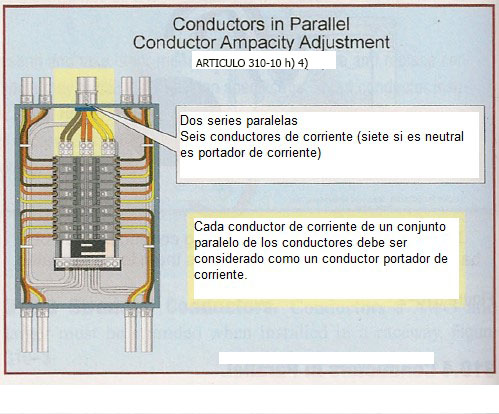 Conductors in Parallel
Conductor Ampacity Adjustment
ARTICULO 310-10 h) 4)
Dos series paralelas
Seis conductores de corriente (siete si es neutral
es portador de corriente)
Cada conductor de corriente de un conjunto
paralelo de los conductores debe ser
considerado como un conductor portador de
corriente.